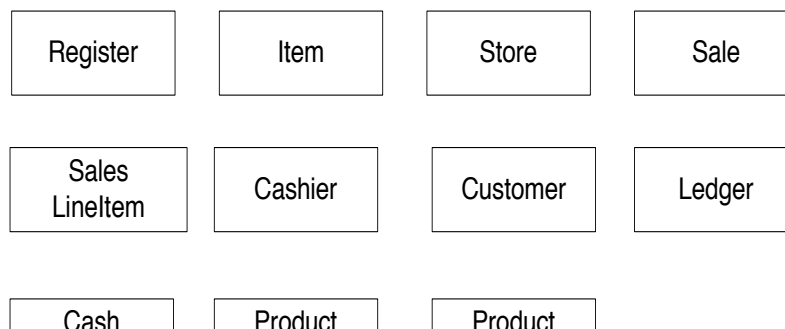 Register Item Store Sale
Sales
LineItem
Cashier Customer Ledger
Cash Product Product